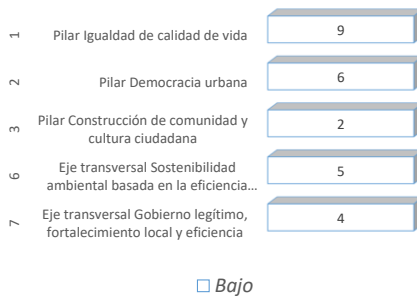 1 Pilar Igualdad de calidad de vida 9
2 Pilar Democracia urbana 6
3 Pilar Construcción de comunidad y
cultura ciudadana 2
6 Eje transversal Sostenibilidad
ambiental basada en la eficiencia… 5
7 Eje transversal Gobierno legítimo,
fortalecimiento local y eficiencia 4
Bajo